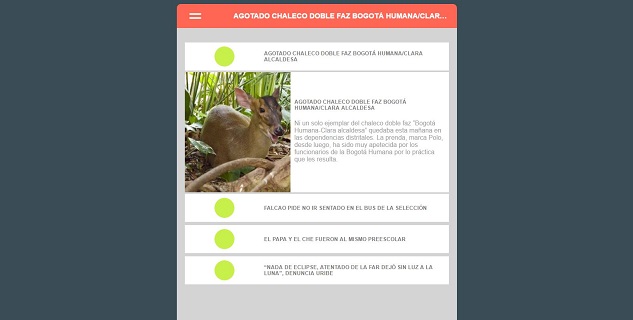 AGOTADO CHALECO DOBLE FAZ BOGOTÁ HUMANA/CLAR...
AGOTADO CHALECO DOBLE FAZ BOGOTÁ HUMANA/CLARA
ALCALDESA
AGOTADO CHALECO DOBLE FAZ BOGOTÁ
HUMANA/CLARA ALCALDESA
Ni un solo ejemplar del chaleco doble faz "Bogotá
Humana-Clara alcaldesa" quedaba esta mañana en
las dependencias distritales. La prenda, marca Polo,
desde luego, ha sido muy apetecida por los
funcionarios de la Bogotá Humana por lo práctica
que les resulta.
FALCAO PIDE NO IR SENTADO EN EL BUS DE LA SELECCIÓN
EL PAPA Y EL CHE FUERON AL MISMO PREESCOLAR
"NADA DE ECLIPSE, ATENTADO DE LA FAR DEJÓ SIN LUZ A LA
LUNA", DENUNCIA URIBE